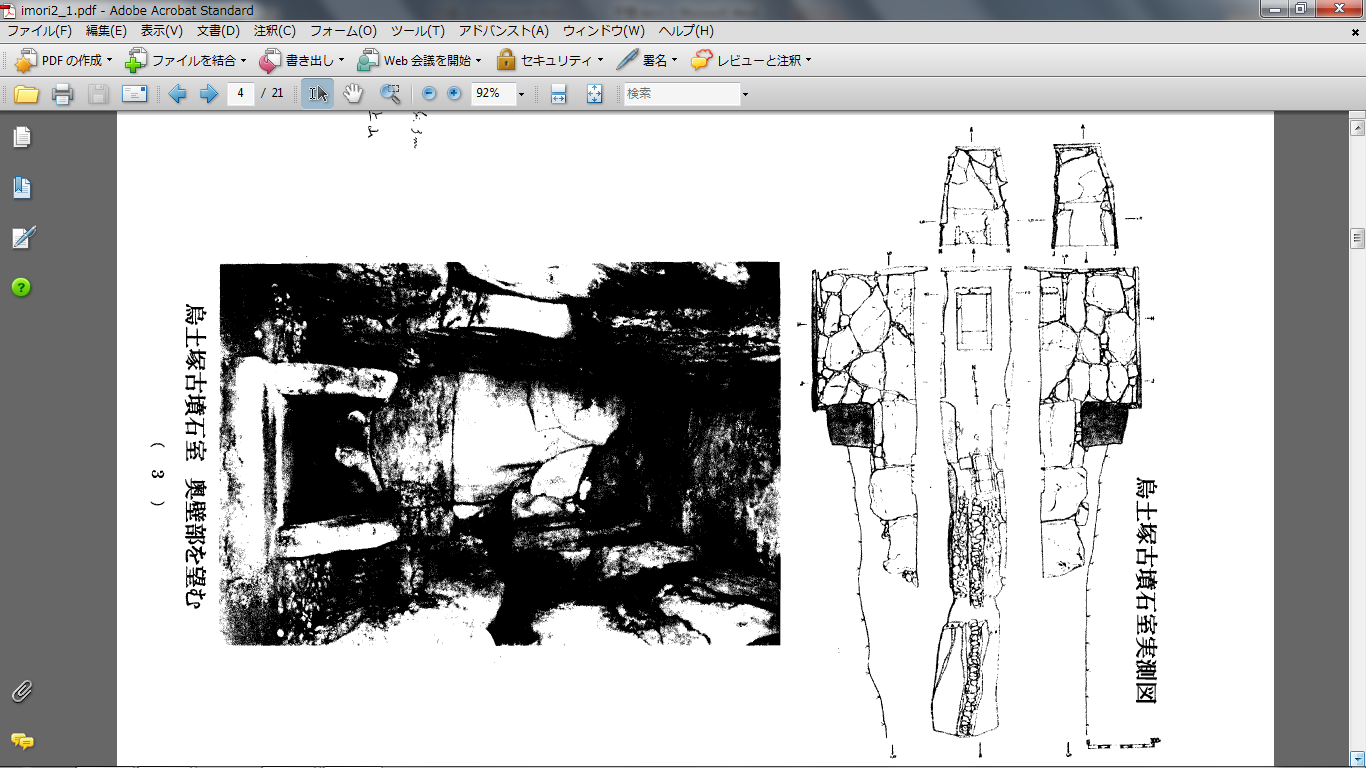 imori2_1.pdf - Adobe Acrobat Standard
ファイル(F) 編集(E) 表示(V) 文書(D) 注釈(C) フォーム(O) ツール(T) アドバンスト(A) ウィンドウ(W) ヘルプ(H)
PDF の作成 ファイルを結合 書き出し Web 会議を開始 セキュリティ 署名 レビューと注釈
4 / 21 92% 検索
烏土塚古墳石室実測図
烏土塚古墳石室 奥壁部を望む
( 3 )